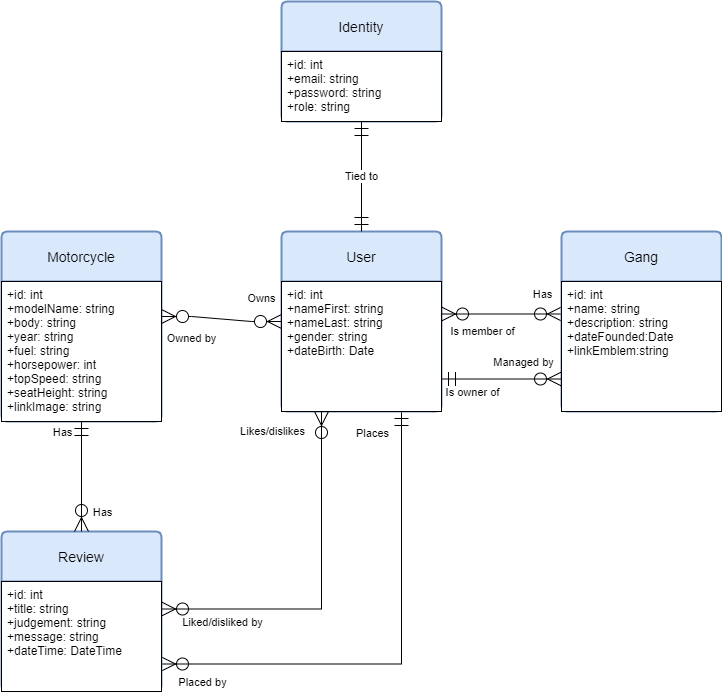 Identity
+id: int
+email: string
+password: string
+role: string
Tied to
Motorcycle
+id: int
+modelName: string
+body: string
+year: string
+fuel: string
+horsepower: int
+topSpeed: string
+seatHeight: string
+linkImage: string
Owns
Owned by
User
+id: int
+nameFirst: string
+nameLast: string
+gender: string
+dateBirth: Date
Has
Is member of
Managed by
Is owner of
Gang
+id: int
+name: string
+description: string
+dateFounded:Date
+linkEmblem:string
Has
Has
Likes/dislikes
Places
Review
+id: int
+title: string
+judgement: string
+message: string
+dateTime: DateTime
Liked/disliked by
Placed by